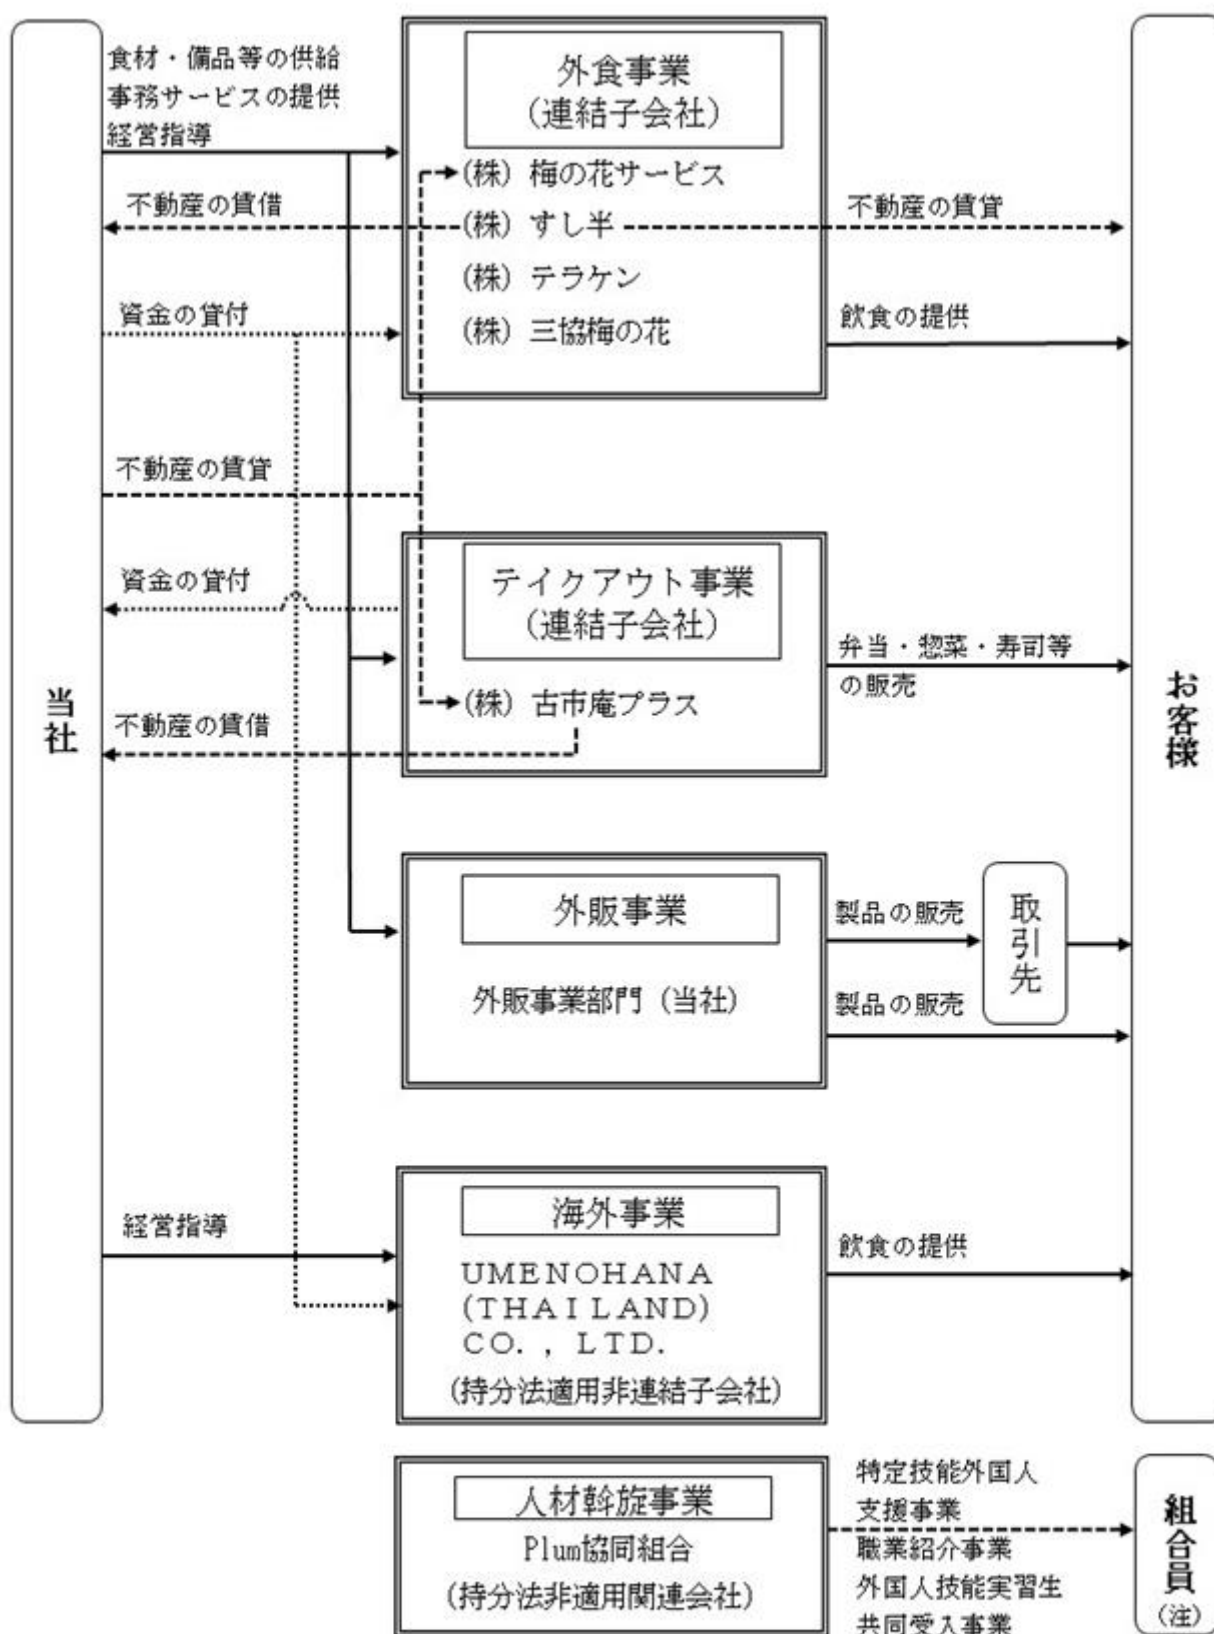 食材・備品等の供給
事務サービスの提供
経営指導
不動産の賃借
資金の貸付
不動産の賃貸
資金の貸付
不動産の賃借
経営指導
当社
外食事業
(連結子会社)
(株) 梅の花サービス
(株) すし半
(株) テラケン
(株) 三協梅の花
不動産の賃貸
飲食の提供
テイクアウト事業
(連結子会社)
(株) 古市庵プラス
弁当・惣菜・寿司等
の販売
外販事業
外販事業部門 (当社)
製品の販売
取引先
製品の販売
海外事業
UMENOHANA
(THAILAND)
CO., LTD.
(持分法適用非連結子会社)
飲食の提供
お客様
人材斡旋事業
Plum協同組合
(持分法非適用関連会社)
特定技能外国人
支援事業
職業紹介事業
外国人技能実習生
共同受入事業
組合員
(注)